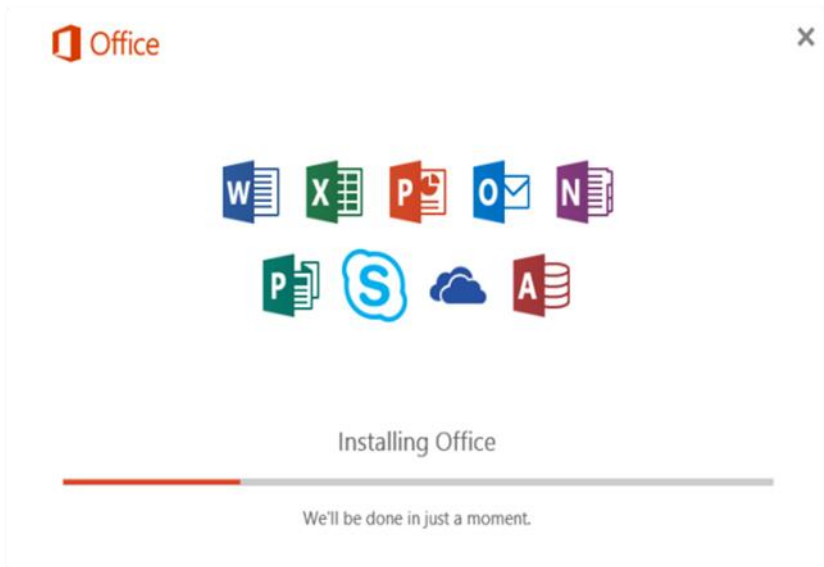 Office
W X P O N
P S A
Installing Office
We'll be done in just a moment.